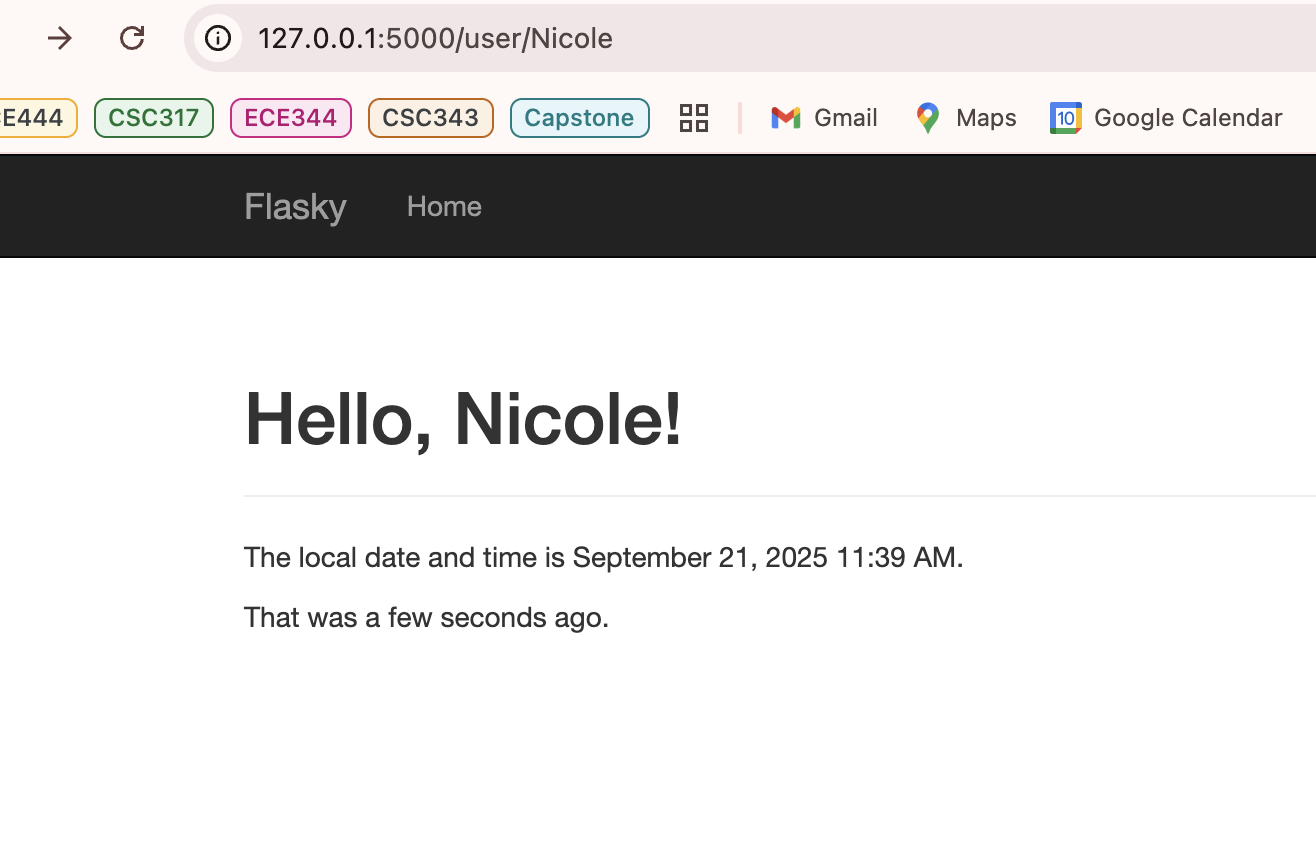 127.0.0.1:5000/user/Nicole
E444 CSC317 ECE344 CSC343 Capstone Gmail Maps 10 Google Calendar
Flasky Home
Hello, Nicole!
The local date and time is September 21, 2025 11:39 AM.
That was a few seconds ago.